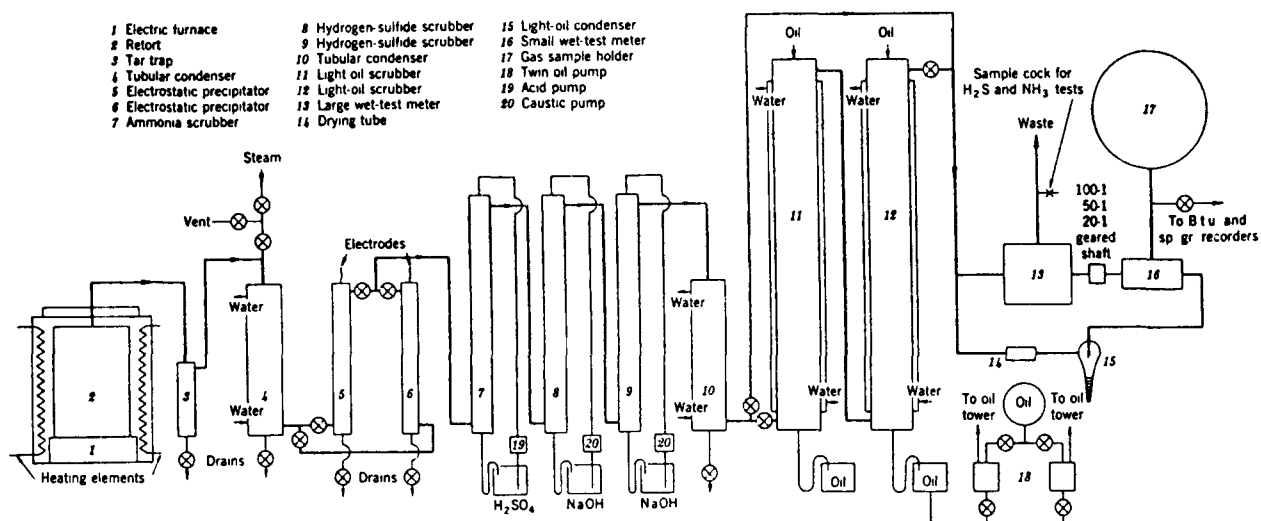 1 Electric furnace
2 Retort
3 Tar trap
4 Tubular condenser
5 Electrostatic precipitator
6 Electrostatic precipitator
7 Ammonia scrubber
8 Hydrogen-sulfide scrubber
9 Hydrogen-sulfide scrubber
10 Tubular condenser
11 Light oil scrubber
12 Light-oil scrubber
13 Large wet-test meter
14 Drying tube
15 Light-oil condenser
16 Small wet-test meter
17 Gas sample holder
18 Twin oil pump
19 Acid pump
20 Caustic pump
Oil
Oil
Sample cock for
H₂S and NH₃ tests
Waste
17
Water
Water
Steam
Vent
Electrodes
100-1
50-1
20-1
geared
shaft
To Btu and
sp gr recorders
11
12
13
16
Water
Water
14
15
2
3
4
5
6
7
8
9
10
Water
Water
Water
Water
To oil
tower
Oil
To oil
tower
1
Drains
Heating elements
Drains
19
20
20
H₂SO₄
NaOH
NaOH
Oil
Oil
18